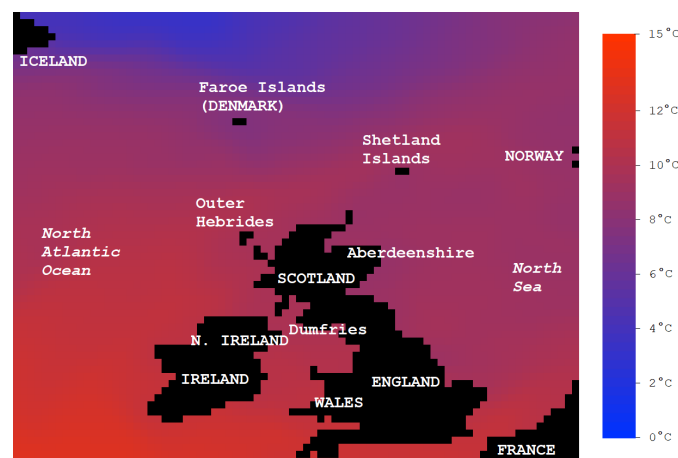 ICELAND
Faroe Islands
(DENMARK)
Shetland
Islands
NORWAY
Outer
Hebrides
North
Atlantic
Ocean
Aberdeenshire
North
Sea
SCOTLAND
Dumfries
N. IRELAND
IRELAND
ENGLAND
WALES
FRANCE
15°C
12°C
10°C
8°C
6°C
4°C
2°C
0°C